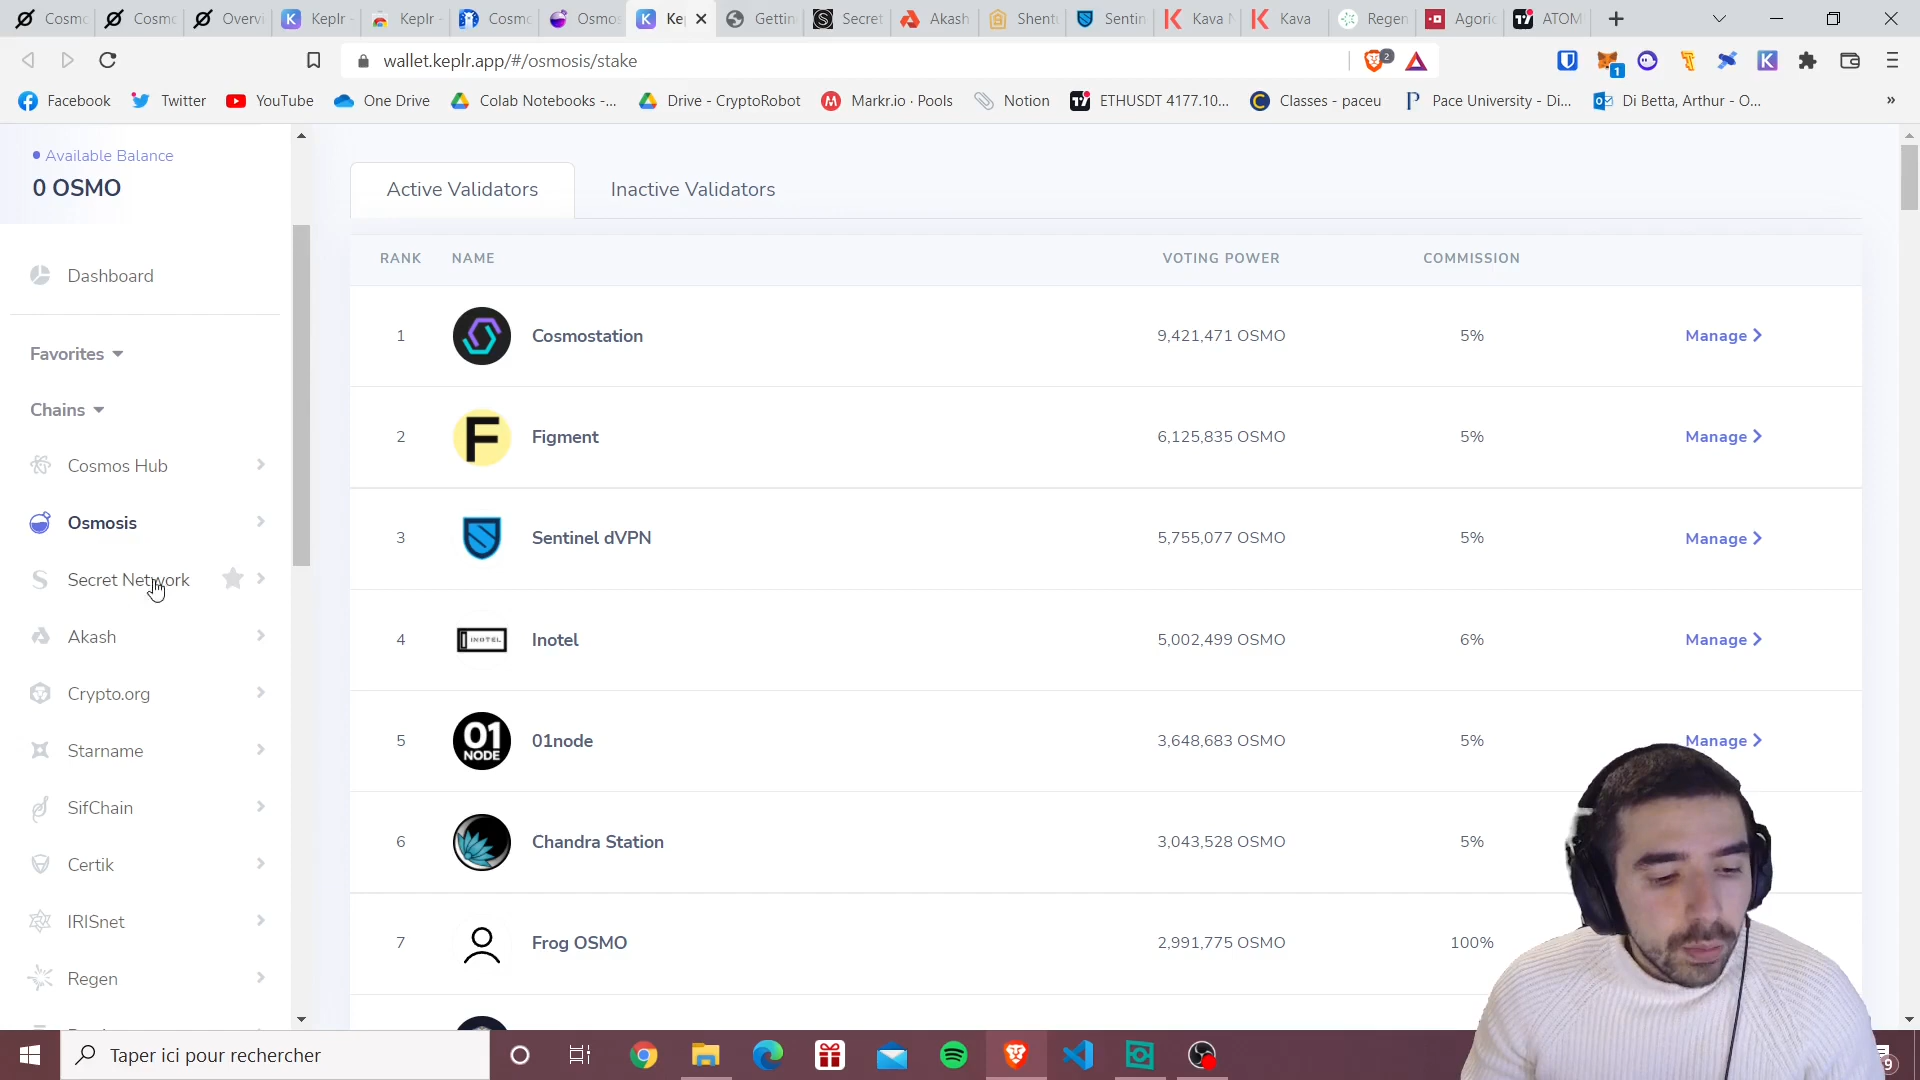 Cosmo
Cosmo
Overvi
Keplr
Keplr -
Cosmo
Osmos
Ke
Gettin
Secret
Akash
Shentu
Sentin
Kava N
Kava
Regen
Agoric
ATOM
wallet.keplr.app/#/osmosis/stake
2
1
Facebook
Twitter
YouTube
One Drive
Colab Notebooks -...
Drive - CryptoRobot
Markr.io · Pools
Notion
ETHUSDT 4177.10...
Classes - paceu
Pace University - Di...
Di Betta, Arthur - O...
»
Available Balance
0 OSMO
Dashboard
Favorites
Chains
Cosmos Hub
Osmosis
Secret Network
Akash
Crypto.org
Starname
SifChain
Certik
IRISnet
Regen
Active Validators
Inactive Validators
RANK NAME VOTING POWER COMMISSION
1 Cosmostation 9,421,471 OSMO 5% Manage
2 Figment 6,125,835 OSMO 5% Manage
3 Sentinel dVPN 5,755,077 OSMO 5% Manage
4 INOTEL Inotel 5,002,499 OSMO 6% Manage
5 01 NODE 01node 3,648,683 OSMO 5% Manage
6 Chandra Station 3,043,528 OSMO 5%
7 Frog OSMO 2,991,775 OSMO 100%
Taper ici pour rechercher